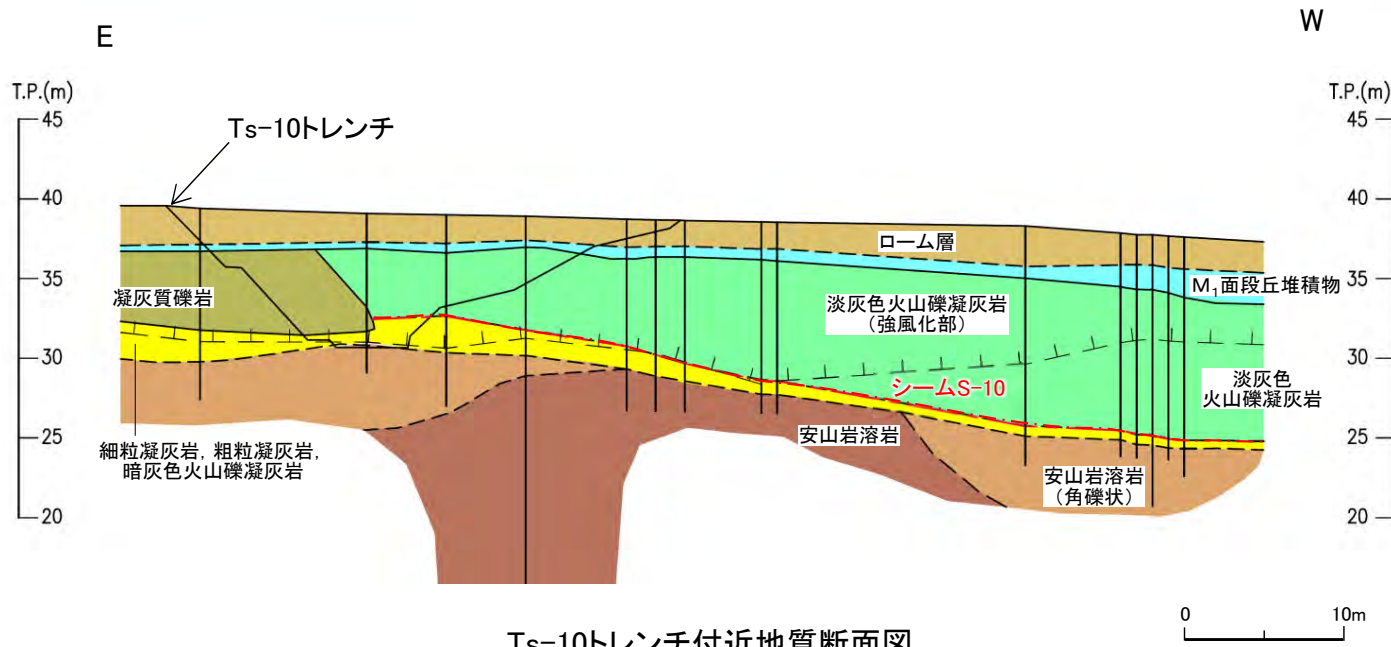 E
W
T.P.(m)
T.P.(m)
45
45
Ts-10トレンチ
40
40
ローム層
35
35
M₁面段丘堆積物
凝灰質礫岩
淡灰色火山礫凝灰岩
(強風化部)
30
30
シームS-10
淡灰色
火山礫凝灰岩
25
25
細粒凝灰岩，粗粒凝灰岩，
暗灰色火山礫凝灰岩
安山岩溶岩
安山岩溶岩
(角礫状)
20
20
0
10m
Ts-10トレンチ付近地質断面図